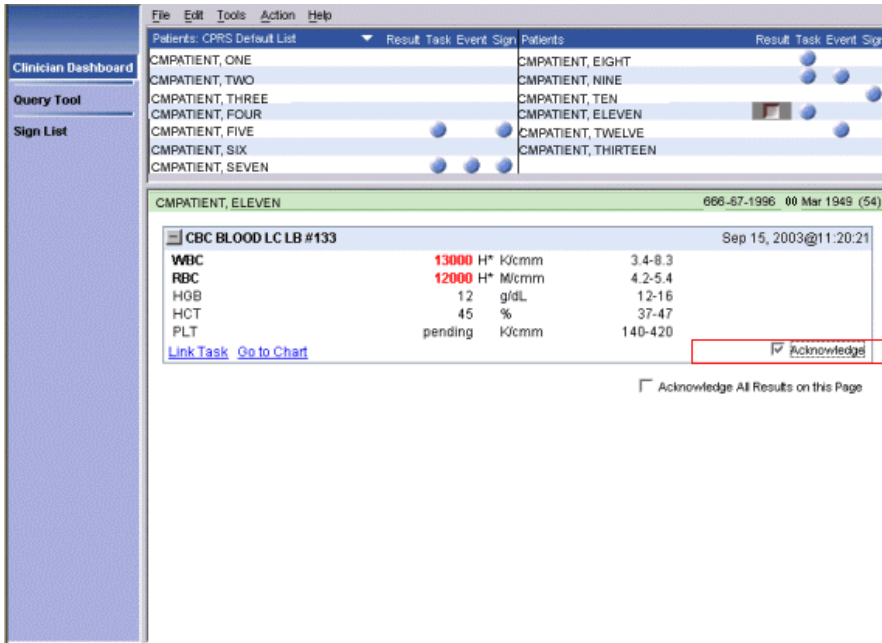 File Edit Tools Action Help
Clinician Dashboard
Query Tool
Sign List
Patients: CPRS Default List Result Task Event Sign Patients Result Task Event Sign
CMPATIENT, ONE CMPATIENT, EIGHT
CMPATIENT, TWO CMPATIENT, NINE
CMPATIENT, THREE CMPATIENT, TEN
CMPATIENT, FOUR CMPATIENT, ELEVEN
CMPATIENT, FIVE CMPATIENT, TWELVE
CMPATIENT, SIX CMPATIENT, THIRTEEN
CMPATIENT, SEVEN
CMPATIENT, ELEVEN 666-67-1996 00 Mar 1949 (54)
CBC BLOOD LC LB #133 Sep 15, 2003@11:20:21
WBC 13000 H* K/cmm 3.4-8.3
RBC 12000 H* M/cmm 4.2-5.4
HGB 12 g/dL 12-16
HCT 45 % 37-47
PLT pending K/cmm 140-420
Link Task Go to Chart Acknowledge
Acknowledge All Results on this Page